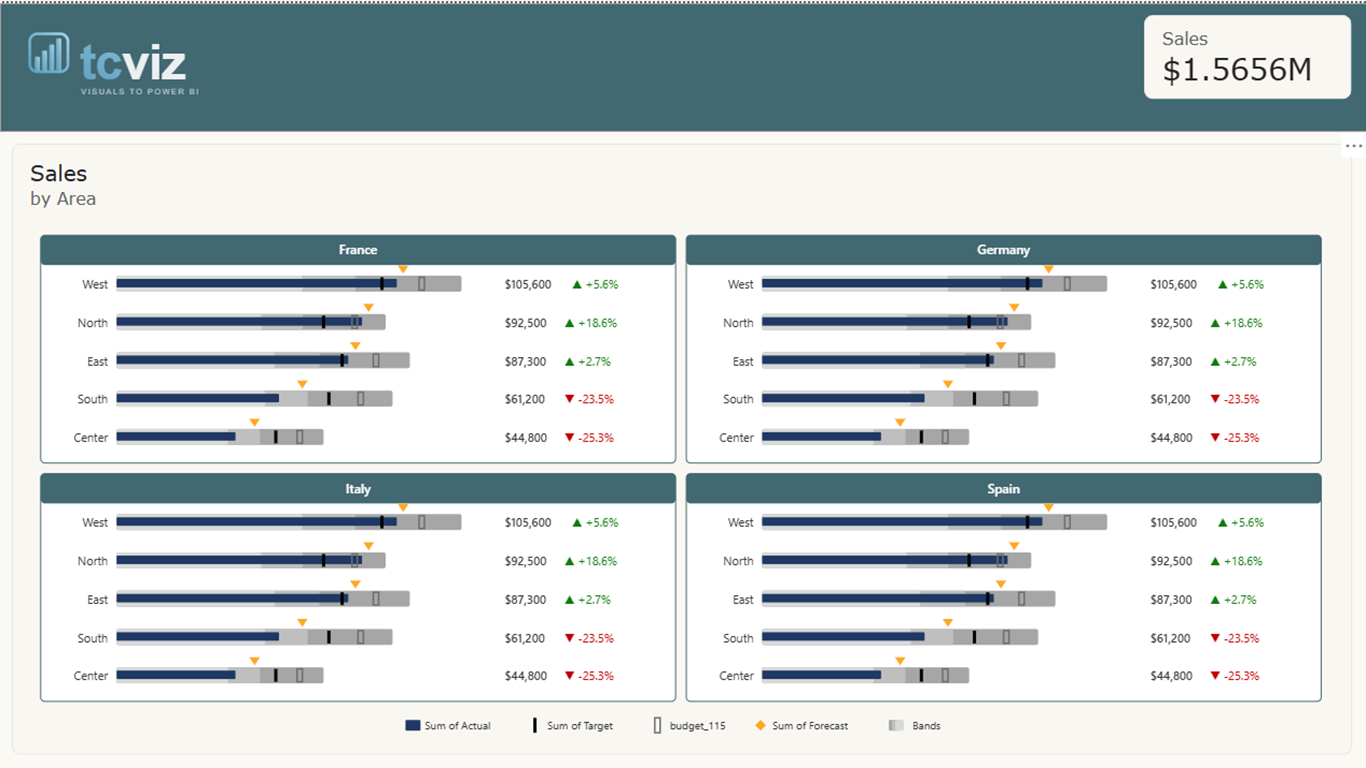 tcviz
VISUALS TO POWER BI
Sales
$1.5656M
Sales
by Area
France
West $105,600 ▲ +5.6%
North $92,500 ▲ +18.6%
East $87,300 ▲ +2.7%
South $61,200 ▼ -23.5%
Center $44,800 ▼ -25.3%
Germany
West $105,600 ▲ +5.6%
North $92,500 ▲ +18.6%
East $87,300 ▲ +2.7%
South $61,200 ▼ -23.5%
Center $44,800 ▼ -25.3%
Italy
West $105,600 ▲ +5.6%
North $92,500 ▲ +18.6%
East $87,300 ▲ +2.7%
South $61,200 ▼ -23.5%
Center $44,800 ▼ -25.3%
Spain
West $105,600 ▲ +5.6%
North $92,500 ▲ +18.6%
East $87,300 ▲ +2.7%
South $61,200 ▼ -23.5%
Center $44,800 ▼ -25.3%
Sum of Actual Sum of Target budget_115 Sum of Forecast Bands